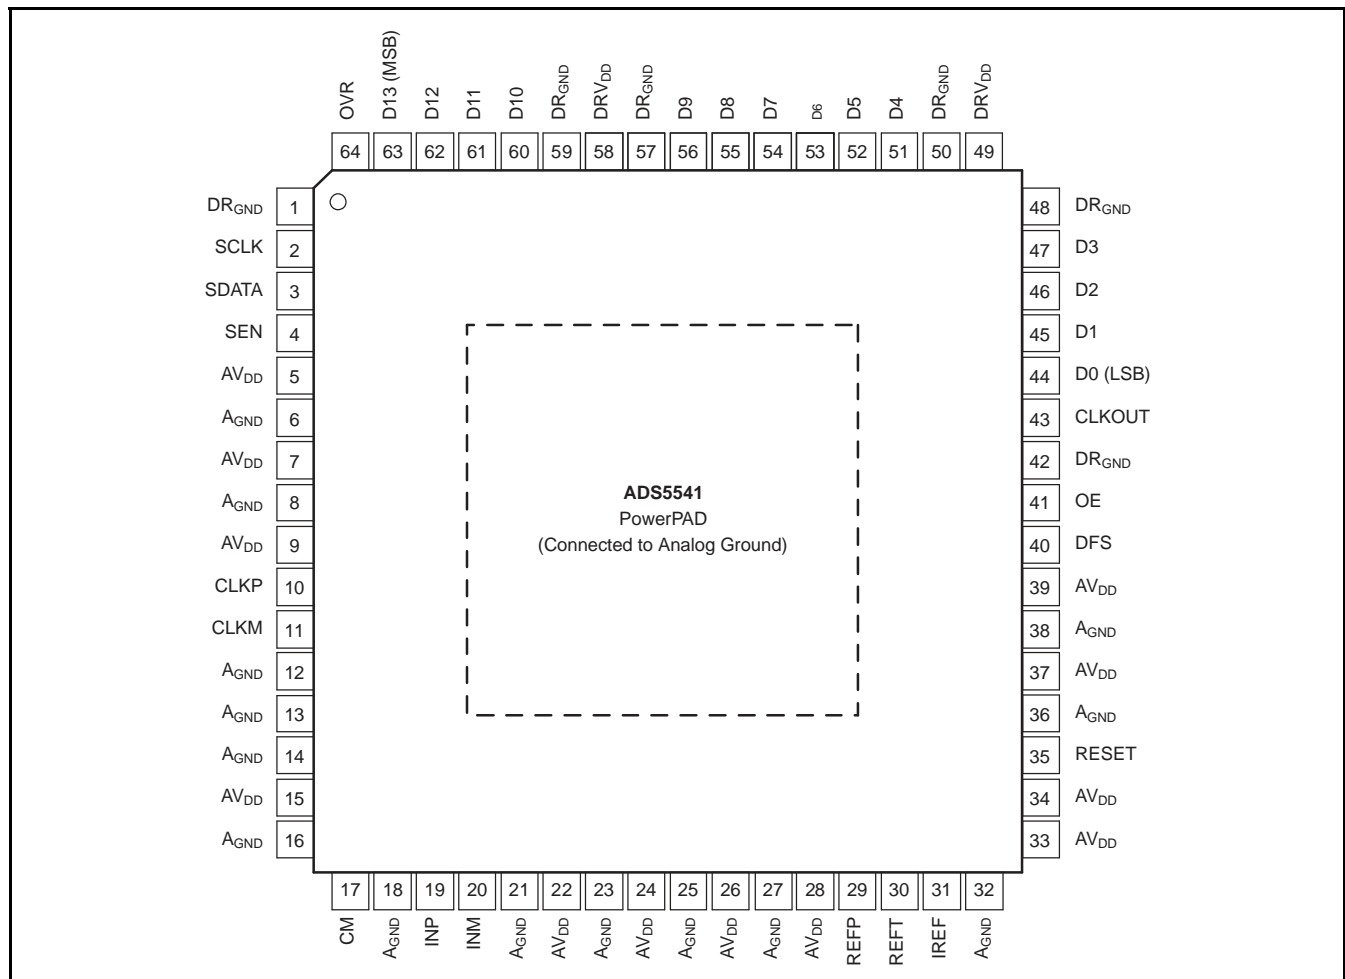 OVR
D13 (MSB)
D12
D11
D10
DRGND
DRVDD
DRGND
D9
D8
D7
D6
D5
D4
DRGND
DRVDD
64 63 62 61 60 59 58 57 56 55 54 53 52 51 50 49
DRGND 1
SCLK 2
SDATA 3
SEN 4
AVDD 5
AGND 6
AVDD 7
AGND 8
AVDD 9
CLKP 10
CLKM 11
AGND 12
AGND 13
AGND 14
AVDD 15
AGND 16
ADS5541
PowerPAD
(Connected to Analog Ground)
48 DRGND
47 D3
46 D2
45 D1
44 D0 (LSB)
43 CLKOUT
42 DRGND
41 OE
40 DFS
39 AVDD
38 AGND
37 AVDD
36 AGND
35 RESET
34 AVDD
33 AVDD
17 18 19 20 21 22 23 24 25 26 27 28 29 30 31 32
CM
AGND
INP
INM
AGND
AVDD
AGND
AVDD
AGND
AVDD
AGND
AVDD
REFP
REFT
IREF
AGND